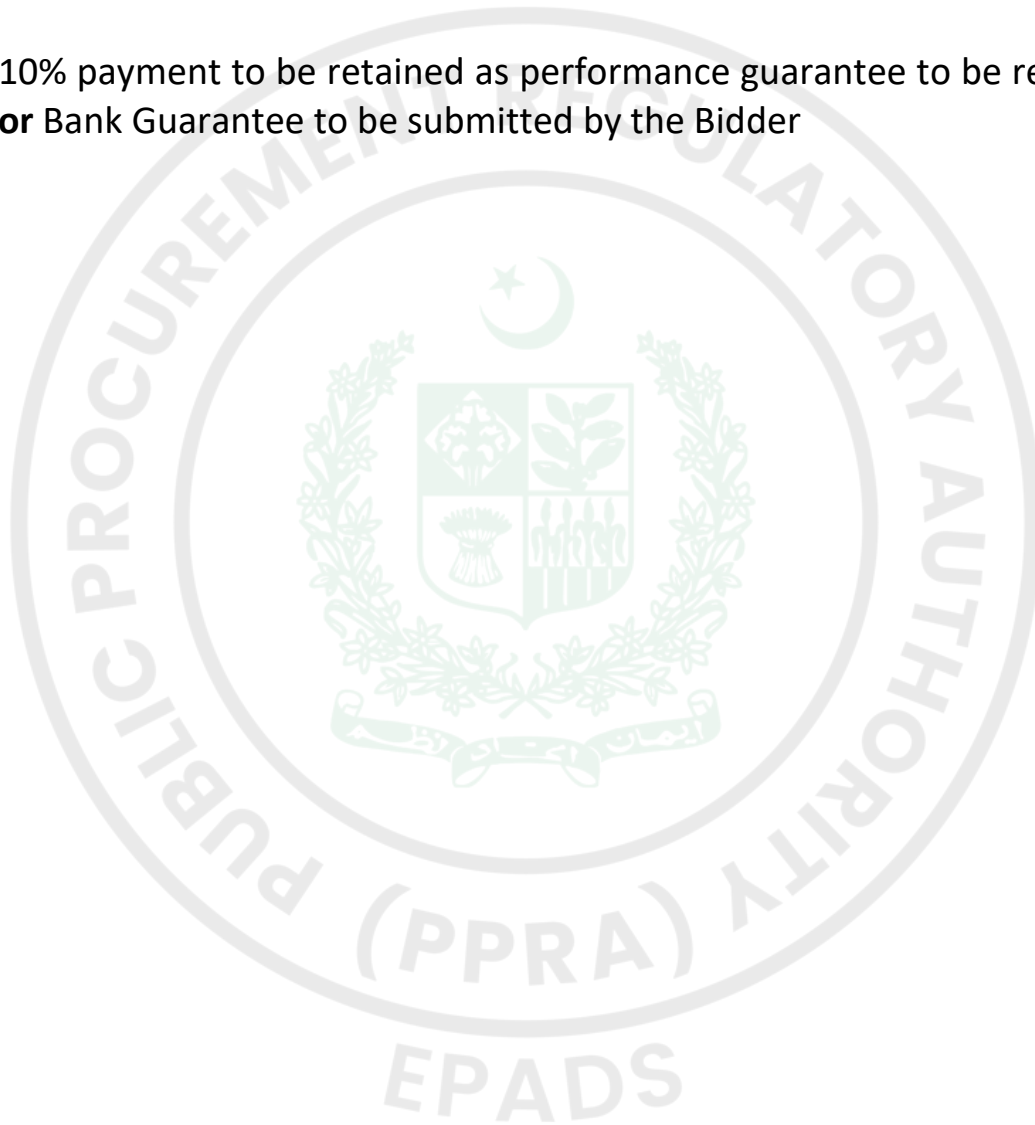 10% payment to be retained as performance guarantee to be
or Bank Guarantee to be submitted by the Bidder
PUBLIC PROCUREMENT REGULATORY AUTHORITY
(PPRA)
EPADS